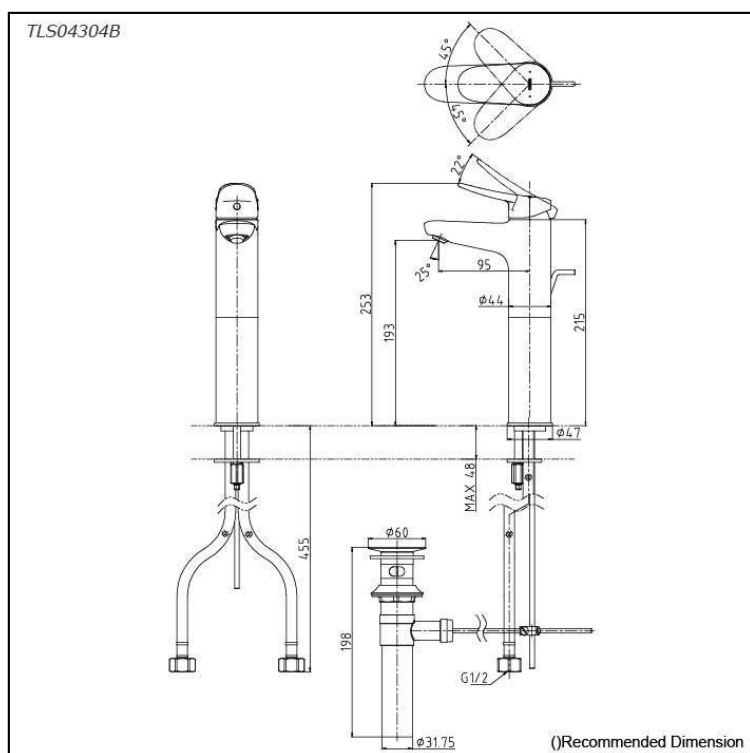 TLS04304B
45°
45°
22°
25°
95
ø44
253
193
215
ø47
MAX 48
455
ø60
198
G1/2
ø31.75
()Recommended Dimension